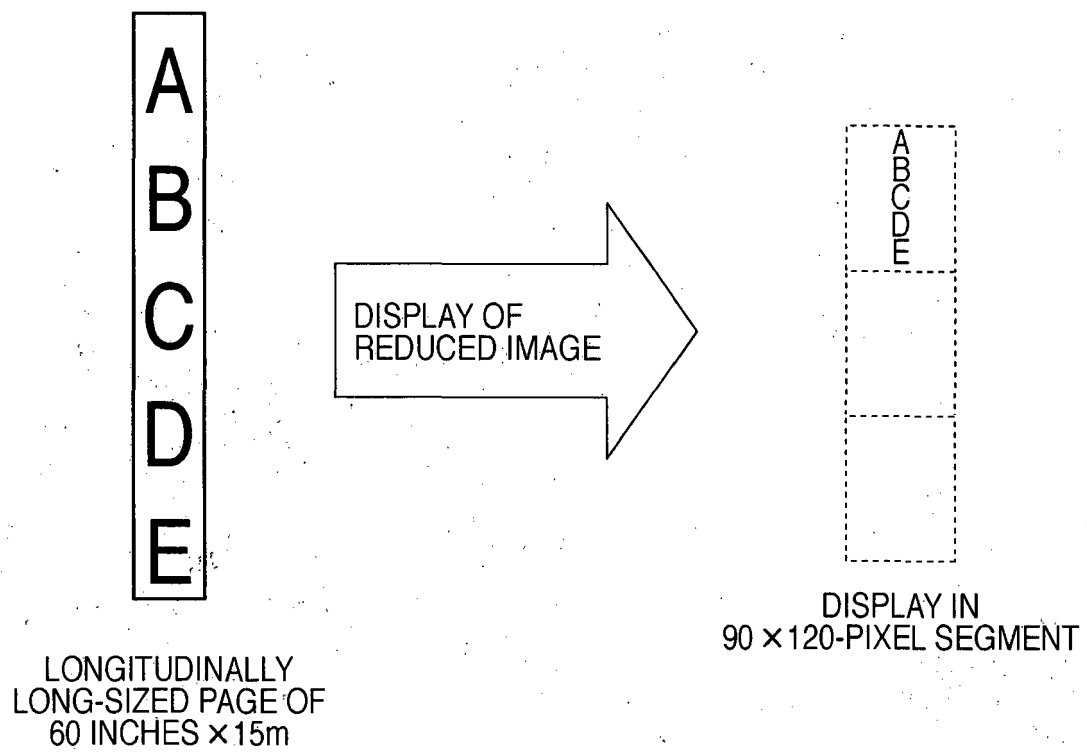 A
B
C
D
E
LONGITUDINALLY
LONG-SIZED PAGE OF
60 INCHES ×15m
DISPLAY OF
REDUCED IMAGE
A
B
C
D
E
DISPLAY IN
90 ×120-PIXEL SEGMENT